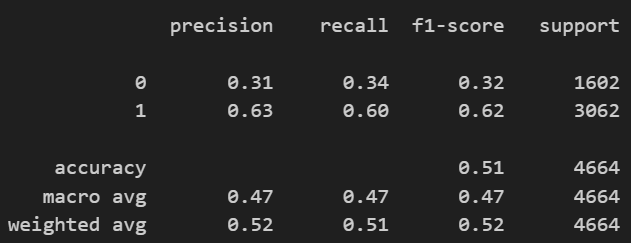 precision recall f1-score support
0 0.31 0.34 0.32 1602
1 0.63 0.60 0.62 3062
accuracy 0.51 4664
macro avg 0.47 0.47 0.47 4664
weighted avg 0.52 0.51 0.52 4664